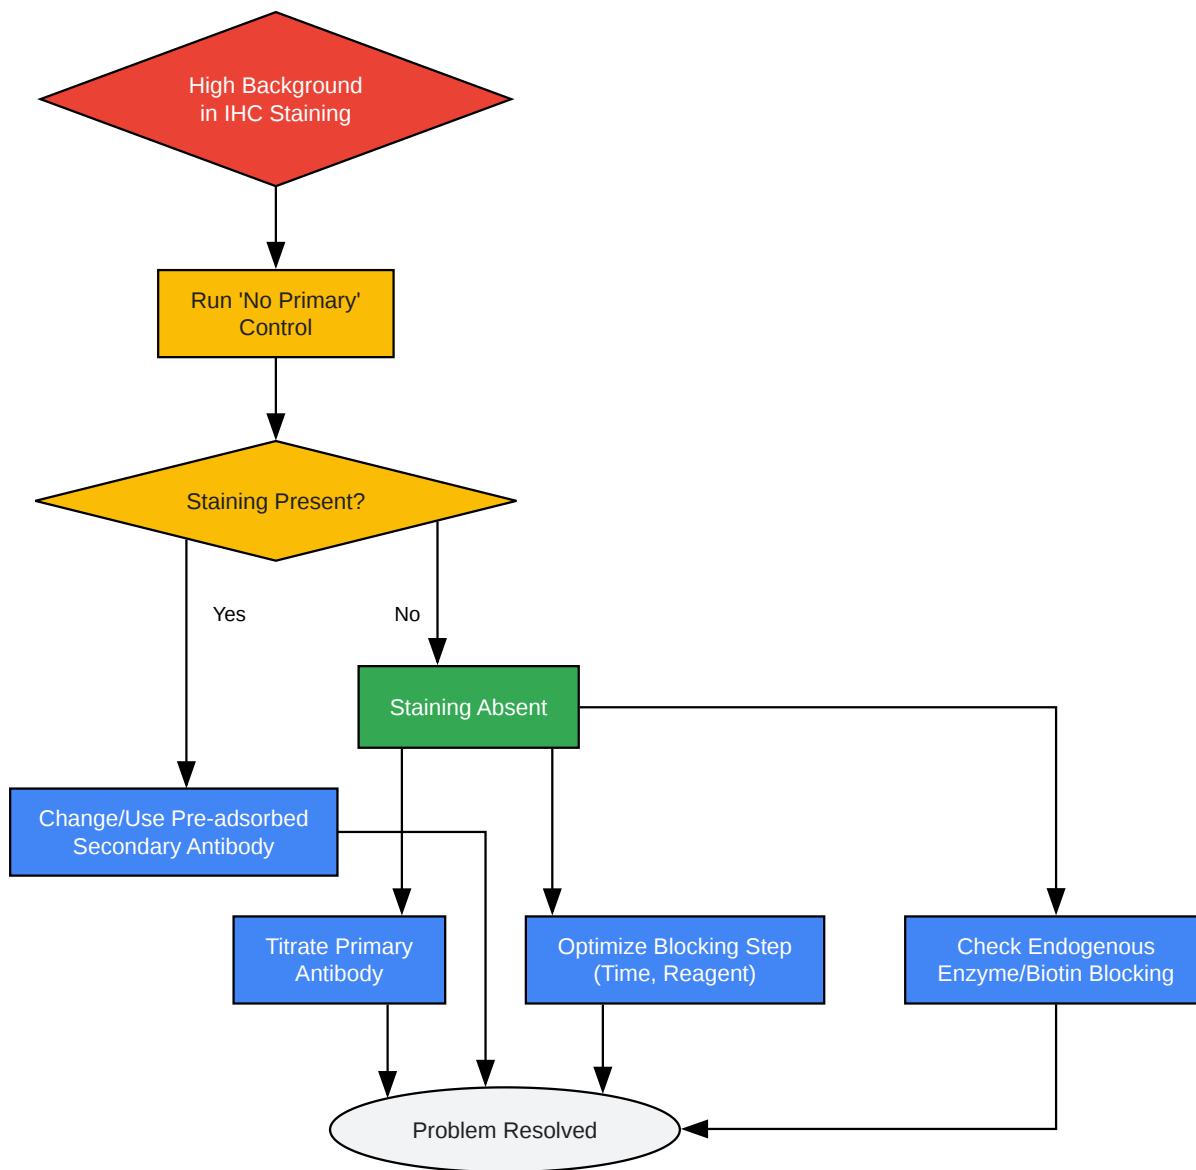 High Background
in IHC Staining
Run 'No Primary'
Control
Staining Present?
Yes
No
Staining Absent
Change/Use Pre-adsorbed
Secondary Antibody
Titrate Primary
Antibody
Optimize Blocking Step
(Time, Reagent)
Check Endogenous
Enzyme/Biotin Blocking
Problem Resolved